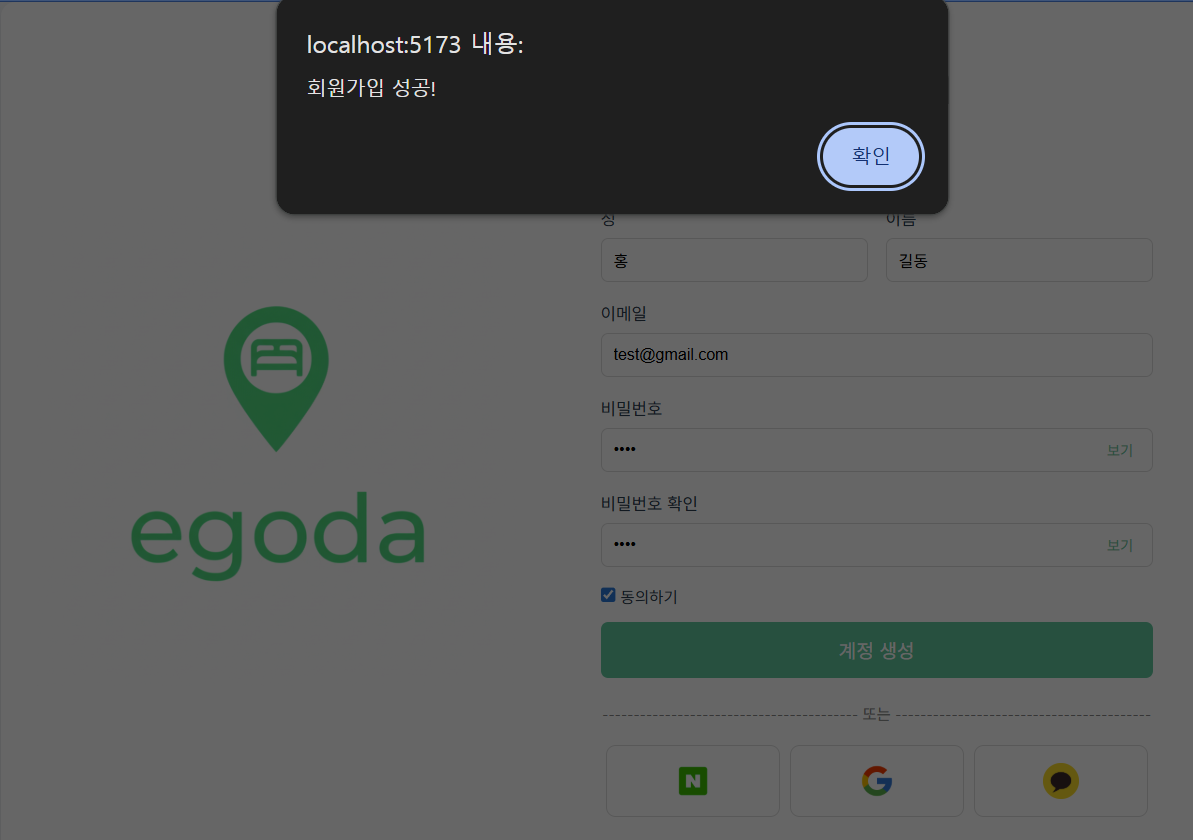 localhost:5173 내용:
회원가입 성공!
확인
성 이름
홍 길동
이메일
test@gmail.com
비밀번호
•••• 보기
비밀번호 확인
•••• 보기
동의하기
계정 생성
또는
N G
egoda